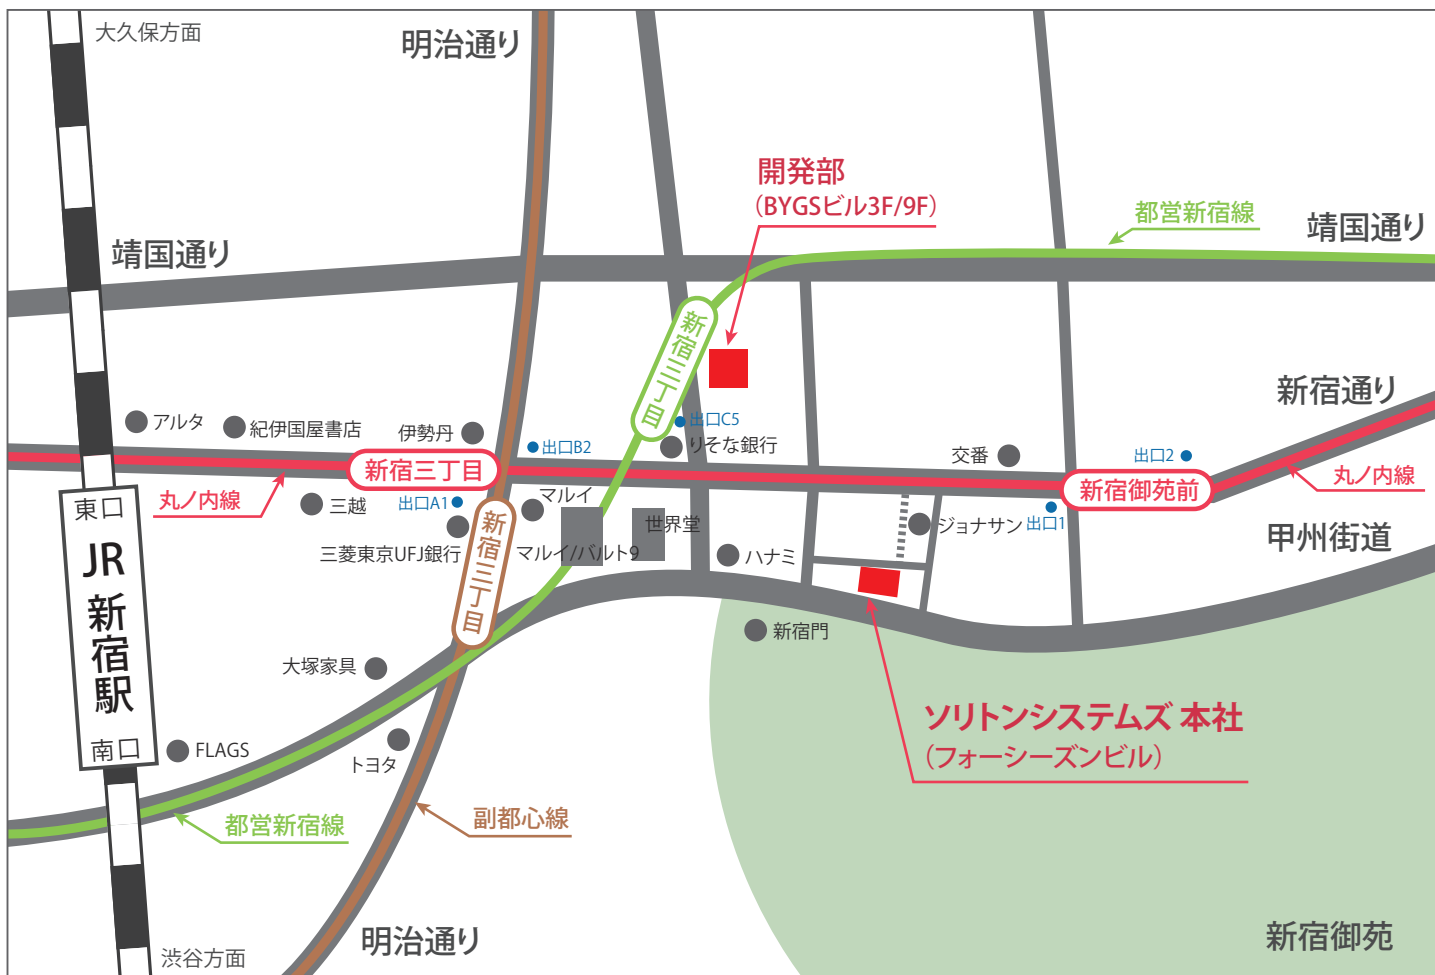 大久保方面
明治通り
開発部
（BYGSビル3F/9F）
都営新宿線
靖国通り
靖国通り
新宿三丁目
新宿通り
アルタ
紀伊国屋書店
伊勢丹
出口B2
出口C5
りそな銀行
交番
出口2
丸ノ内線
新宿三丁目
新宿御苑前
丸ノ内線
三越
出口A1
三菱東京UFJ銀行
新宿三丁目
マルイ
マルイ/バルト9
世界堂
ハナミ
ジョナサン
出口1
甲州街道
東口
JR
新宿駅
南口
新宿門
大塚家具
FLAGS
トヨタ
ソリトンシステムズ 本社
（フォーシーズンビル）
都営新宿線
副都心線
明治通り
渋谷方面
新宿御苑